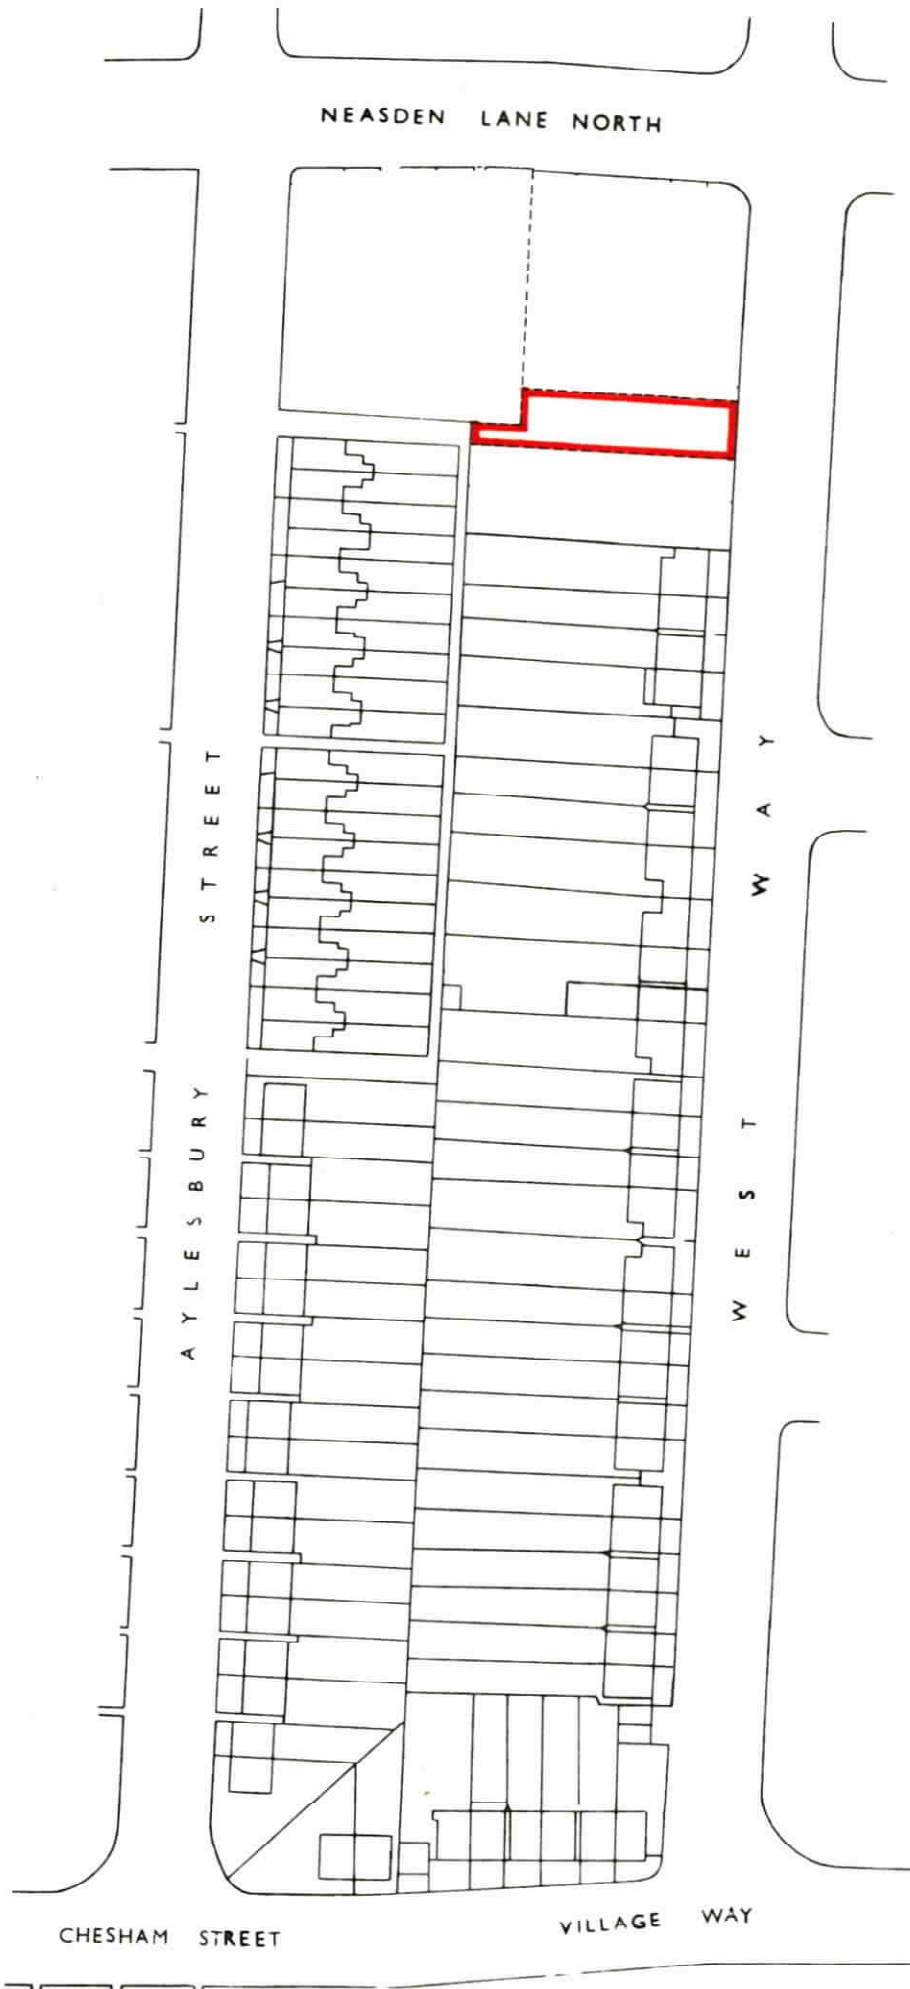 NEASDEN LANE NORTH
AYLESBURY STREET
WEST WAY
CHESHAM STREET
VILLAGE WAY